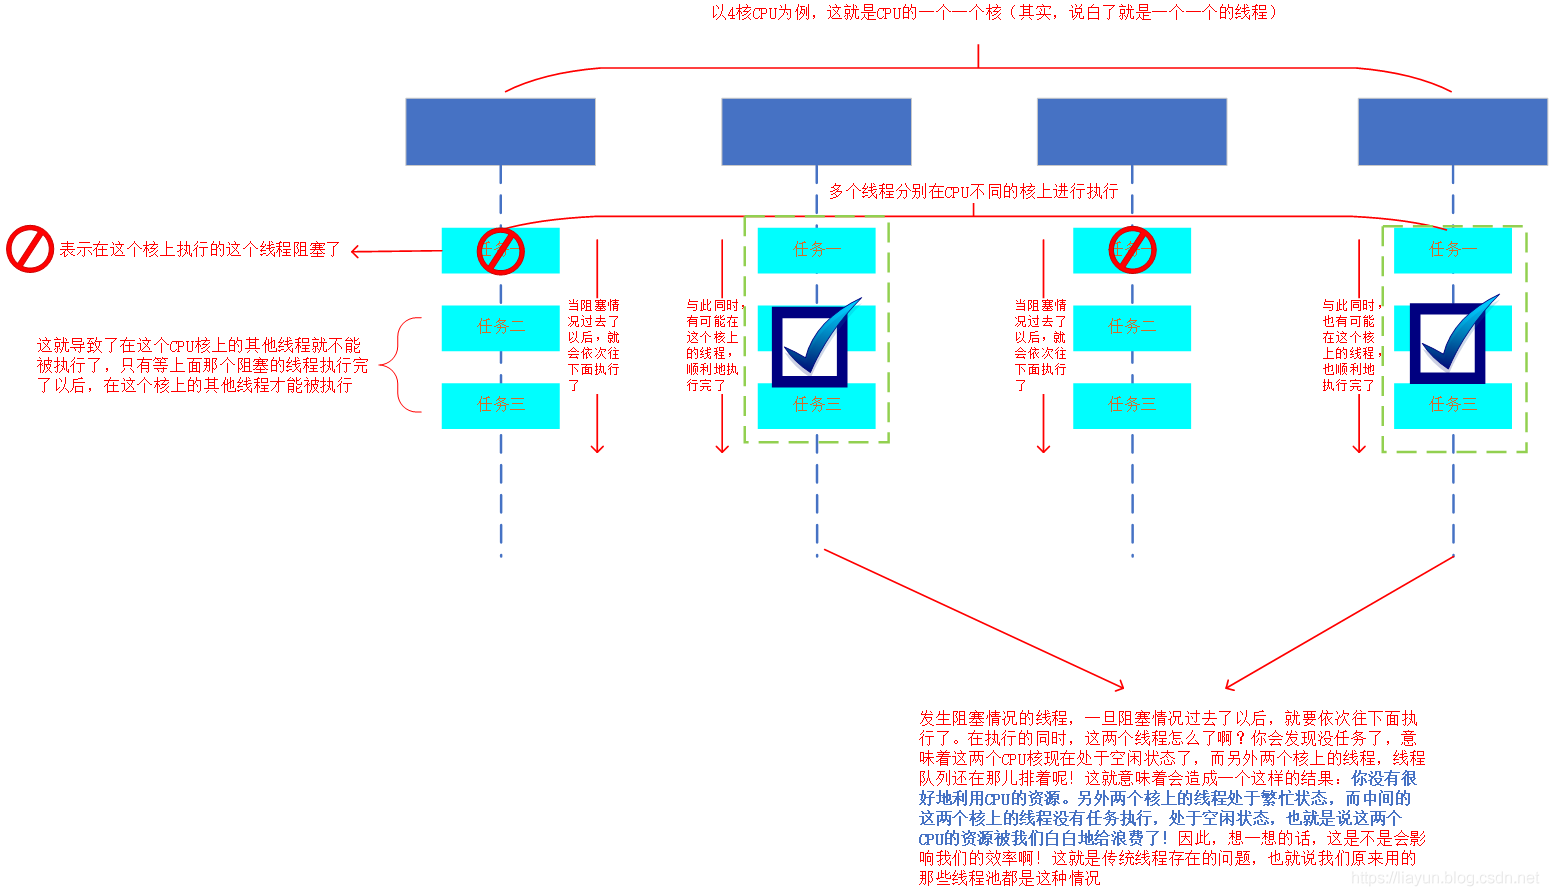 以4核CPU为例，这就是CPU的一个一个核（其实，说白了就是一个一个的线程）
多个线程分别在CPU不同的核上进行执行
表示在这个核上执行的这个线程阻塞了
任务一
任务一
任务一
任务一
当阻塞情
况过去了
以后，就
会依次往
下面执行
了
与此同时，
有可能在
这个核上
的线程，
顺利地执
行完了
当阻塞情
况过去了
以后，就
会依次往
下面执行
了
与此同时，
也有可能
在这个核
上的线程，
也顺利地
执行完了
任务二
任务二
这就导致了在这个CPU核上的其他线程就不能
被执行了，只有等上面那个阻塞的线程执行完
了以后，在这个核上的其他线程才能被执行
任务三
任务三
任务三
任务三
发生阻塞情况的线程，一旦阻塞情况过去了以后，就要依次往下面执
行了。在执行的同时，这两个线程怎么了啊？你会发现没任务了，意
味着这两个CPU核现在处于空闲状态了，而另外两个核上的线程，线程
队列还在那儿排着呢！这就意味着会造成一个这样的结果：你没有很
好地利用CPU的资源。另外两个核上的线程处于繁忙状态，而中间的
这两个核上的线程没有任务执行，处于空闲状态，也就是说这两个
CPU的资源被我们白白地给浪费了！因此，想一想的话，这是不是会影
响我们的效率啊！这就是传统线程存在的问题，也就说我们原来用的
那些线程池都是这种情况
https://liayun.blog.csdn.net